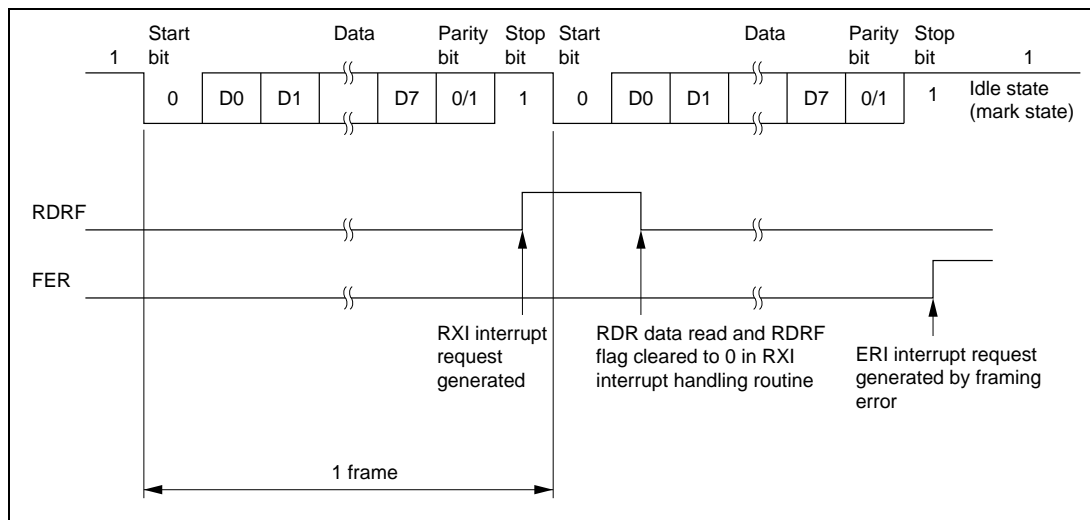 Start bit
Data
Parity bit
Stop bit
Start bit
Data
Parity bit
Stop bit
1
1
0
D0
D1
D7
0/1
1
0
D0
D1
D7
0/1
1
Idle state
(mark state)
RDRF
FER
RXI interrupt
request
generated
RDR data read and RDRF
flag cleared to 0 in RXI
interrupt handling routine
ERI interrupt request
generated by framing
error
1 frame